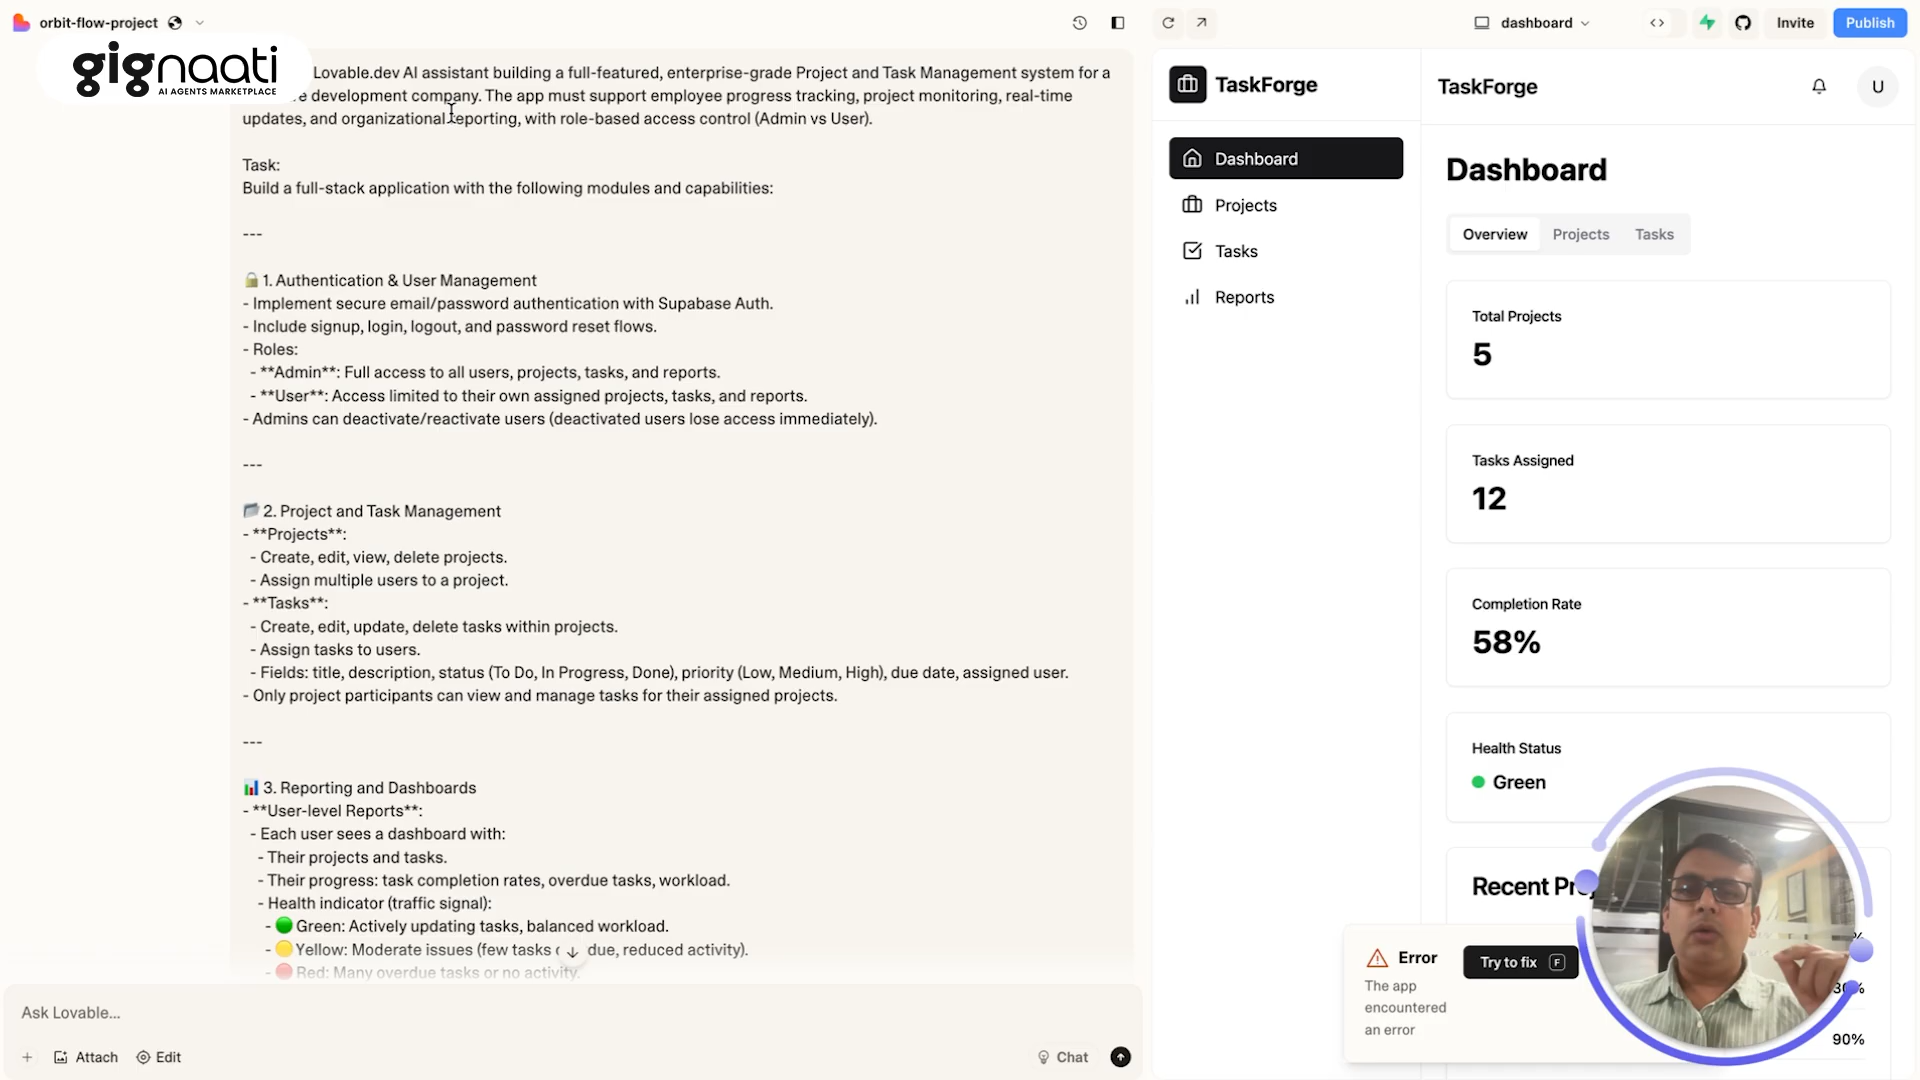 orbit-flow-project
dashboard
Invite
Publish
gignaati
AI AGENTS MARKETPLACE
Lovable.dev AI assistant building a full-featured, enterprise-grade Project and Task Management system for a
e development company. The app must support employee progress tracking, project monitoring, real-time
updates, and organizational reporting, with role-based access control (Admin vs User).
Task:
Build a full-stack application with the following modules and capabilities:
---
🔒 1. Authentication & User Management
- Implement secure email/password authentication with Supabase Auth.
- Include signup, login, logout, and password reset flows.
- Roles:
- **Admin**: Full access to all users, projects, tasks, and reports.
- **User**: Access limited to their own assigned projects, tasks, and reports.
- Admins can deactivate/reactivate users (deactivated users lose access immediately).
---
📁 2. Project and Task Management
- **Projects**:
- Create, edit, view, delete projects.
- Assign multiple users to a project.
- **Tasks**:
- Create, edit, update, delete tasks within projects.
- Assign tasks to users.
- Fields: title, description, status (To Do, In Progress, Done), priority (Low, Medium, High), due date, assigned user.
- Only project participants can view and manage tasks for their assigned projects.
---
📊 3. Reporting and Dashboards
- **User-level Reports**:
- Each user sees a dashboard with:
- Their projects and tasks.
- Their progress: task completion rates, overdue tasks, workload.
- Health indicator (traffic signal):
- 🟢 Green: Actively updating tasks, balanced workload.
- 🟡 Yellow: Moderate issues (few tasks due, reduced activity).
- 🔴 Red: Many overdue tasks or no activity.
Ask Lovable...
Attach
Edit
Chat
TaskForge
Dashboard
Projects
Tasks
Reports
TaskForge
U
Dashboard
Overview
Projects
Tasks
Total Projects
5
Tasks Assigned
12
Completion Rate
58%
Health Status
Green
Recent
Error
The app
encountered
an error
Try to fix
F
90%